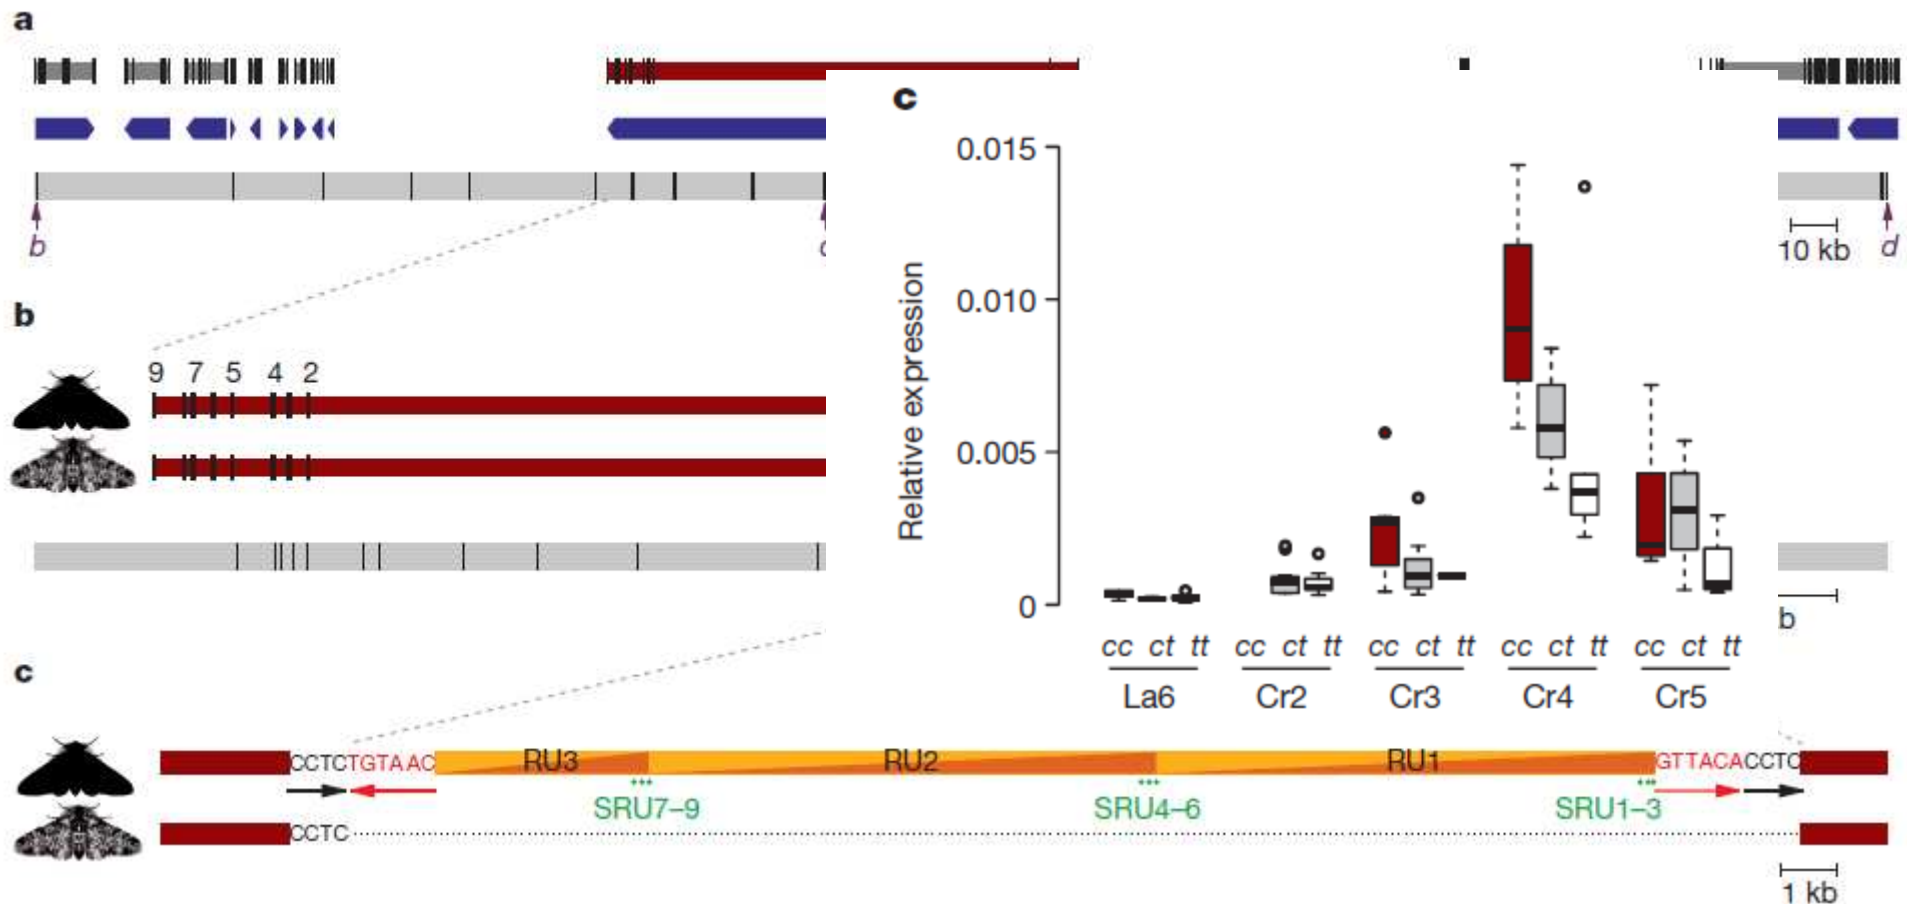 a
b
10 kb
d
b
9 7 5 4 2
b
c
CCTCTGTAAC
RU3
RU2
RU1
GTTACACCTC
SRU7–9
SRU4–6
SRU1–3
CCTC
1 kb
c
Relative expression
0.015
0.010
0.005
0
cc ct tt cc ct tt cc ct tt cc ct tt cc ct tt
La6 Cr2 Cr3 Cr4 Cr5